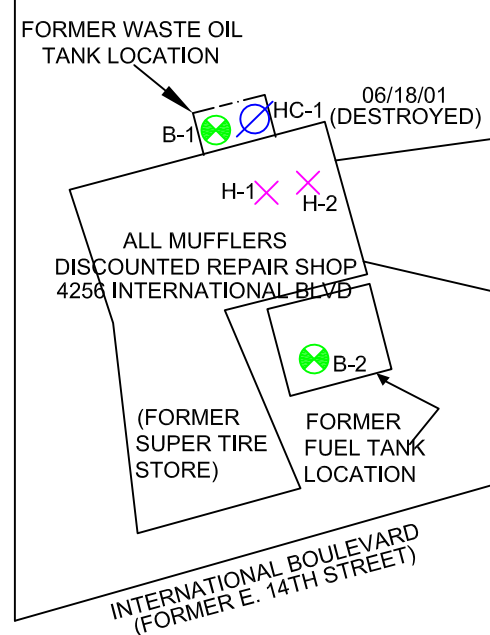 FORMER WASTE OIL
TANK LOCATION
06/18/01
(DESTROYED)
HC-1
B-1
H-1
H-2
ALL MUFFLERS
DISCOUNTED REPAIR SHOP
4256 INTERNATIONAL BLVD
B-2
(FORMER
SUPER TIRE
STORE)
FORMER
FUEL TANK
LOCATION
INTERNATIONAL BOULEVARD
(FORMER E. 14TH STREET)